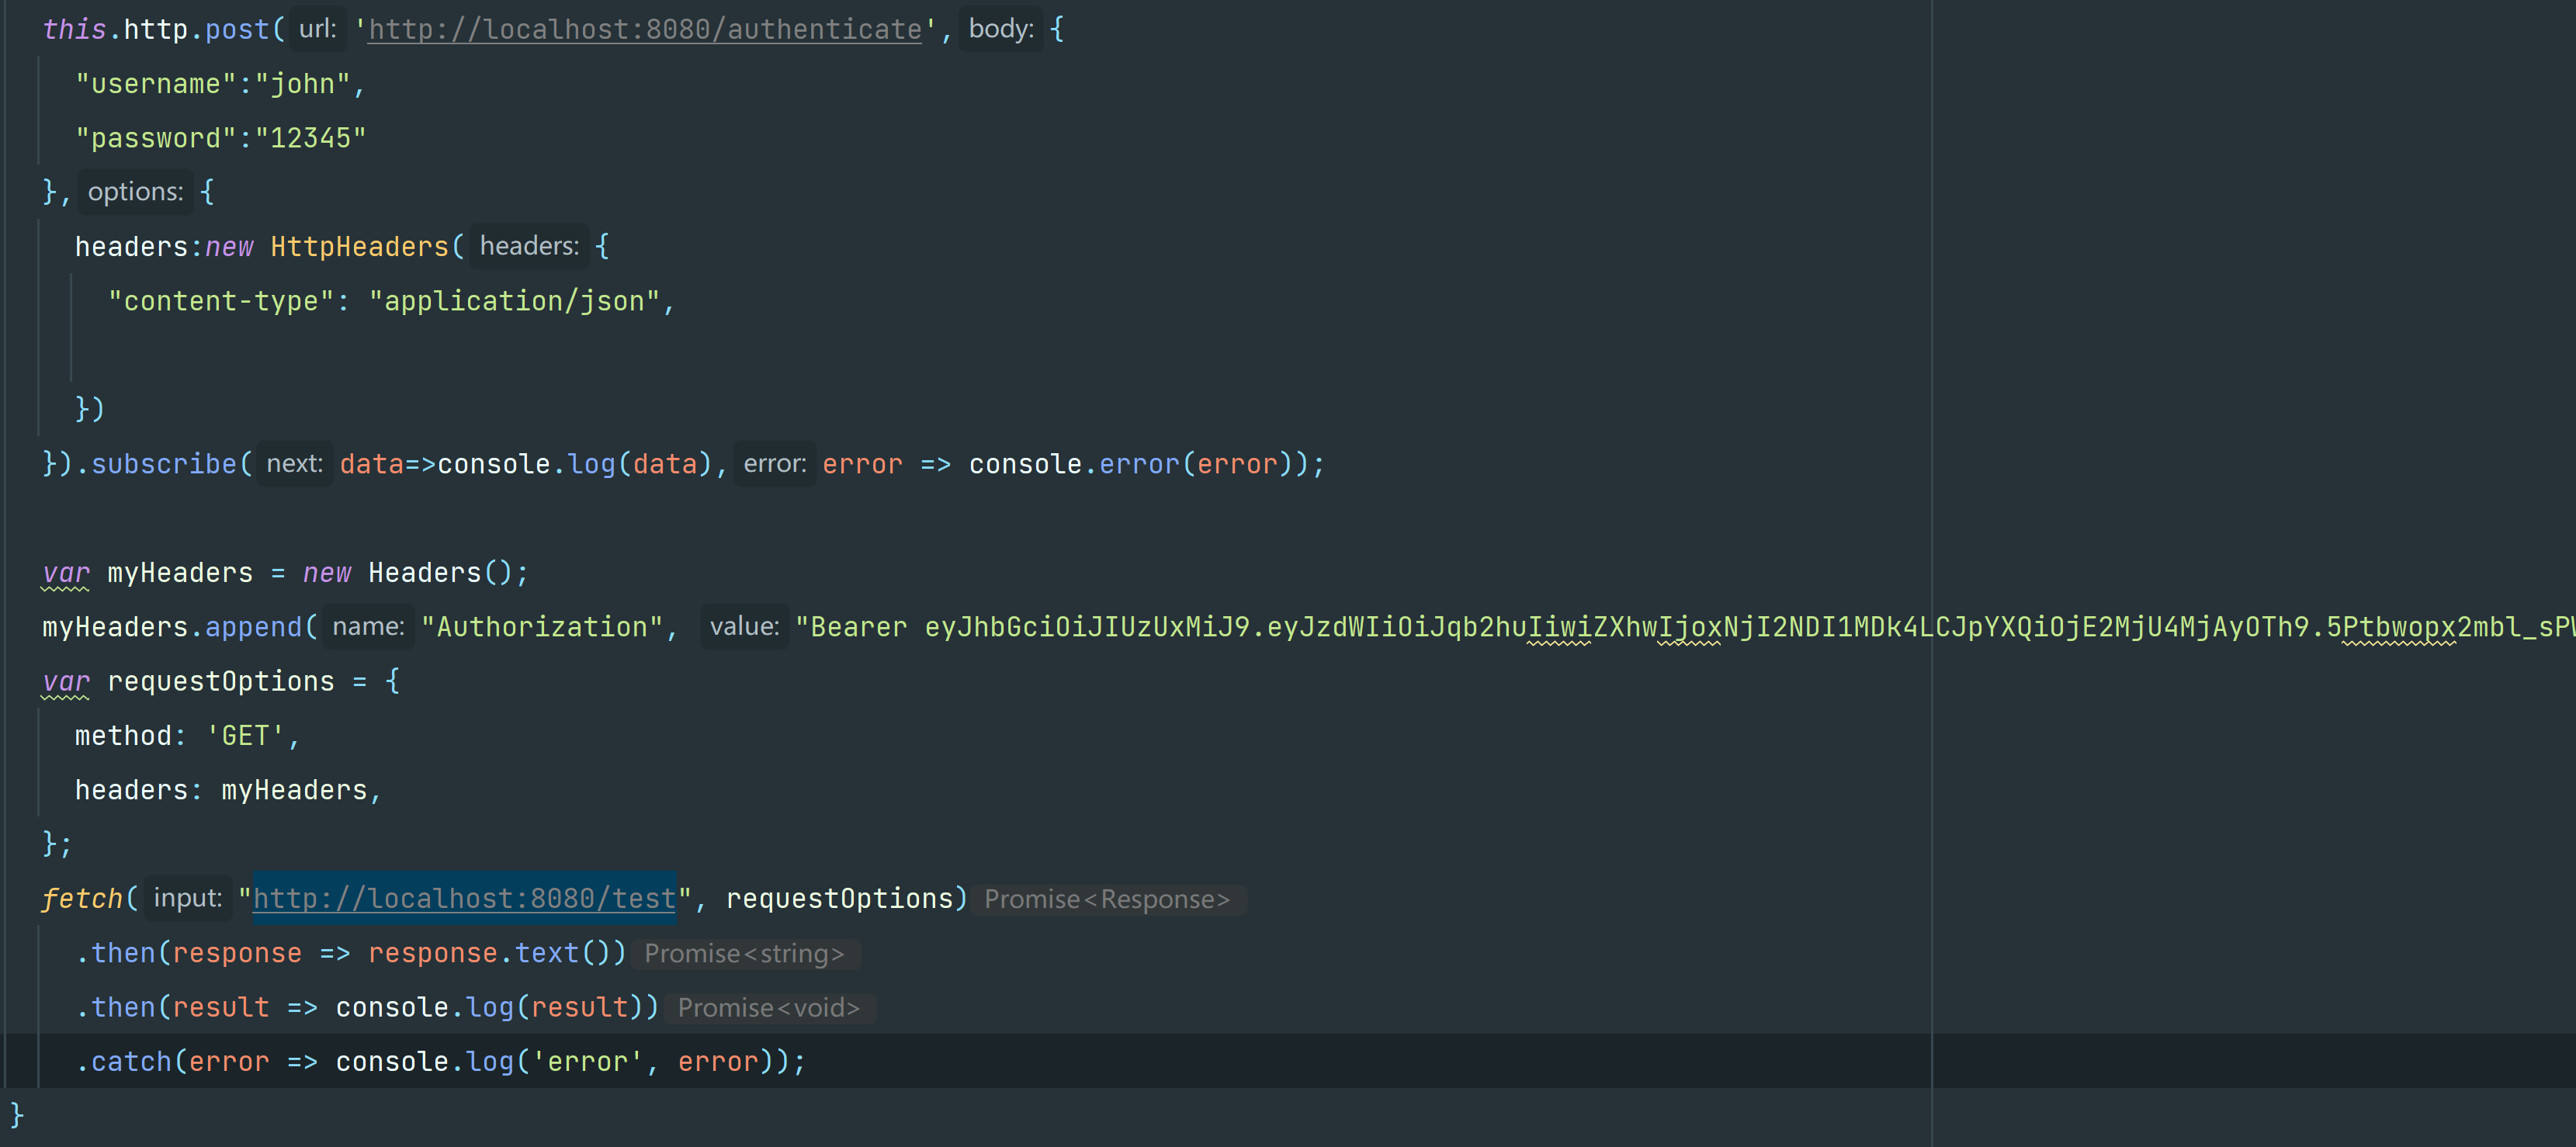 this.http.post( url: 'http://localhost:8080/authenticate', body: {
"username":"john",
"password":"12345"
}, options: {
headers:new HttpHeaders( headers: {
"content-type": "application/json",
})
}).subscribe( next: data=>console.log(data), error: error => console.error(error));
var myHeaders = new Headers();
myHeaders.append( name: "Authorization", value: "Bearer eyJhbGciOiJIUzUxMiJ9.eyJzdWIiOiJqb2huIiwiZXhwIjoxNjI2NDI1MDk4LCJpYXQiOjE2MjU4MjAyOTh9.5Ptbwopx2mbl_sPW
var requestOptions = {
method: 'GET',
headers: myHeaders,
};
fetch( input: "http://localhost:8080/test", requestOptions) Promise<Response>
.then(response => response.text()) Promise<string>
.then(result => console.log(result)) Promise<void>
.catch(error => console.log('error', error));
}